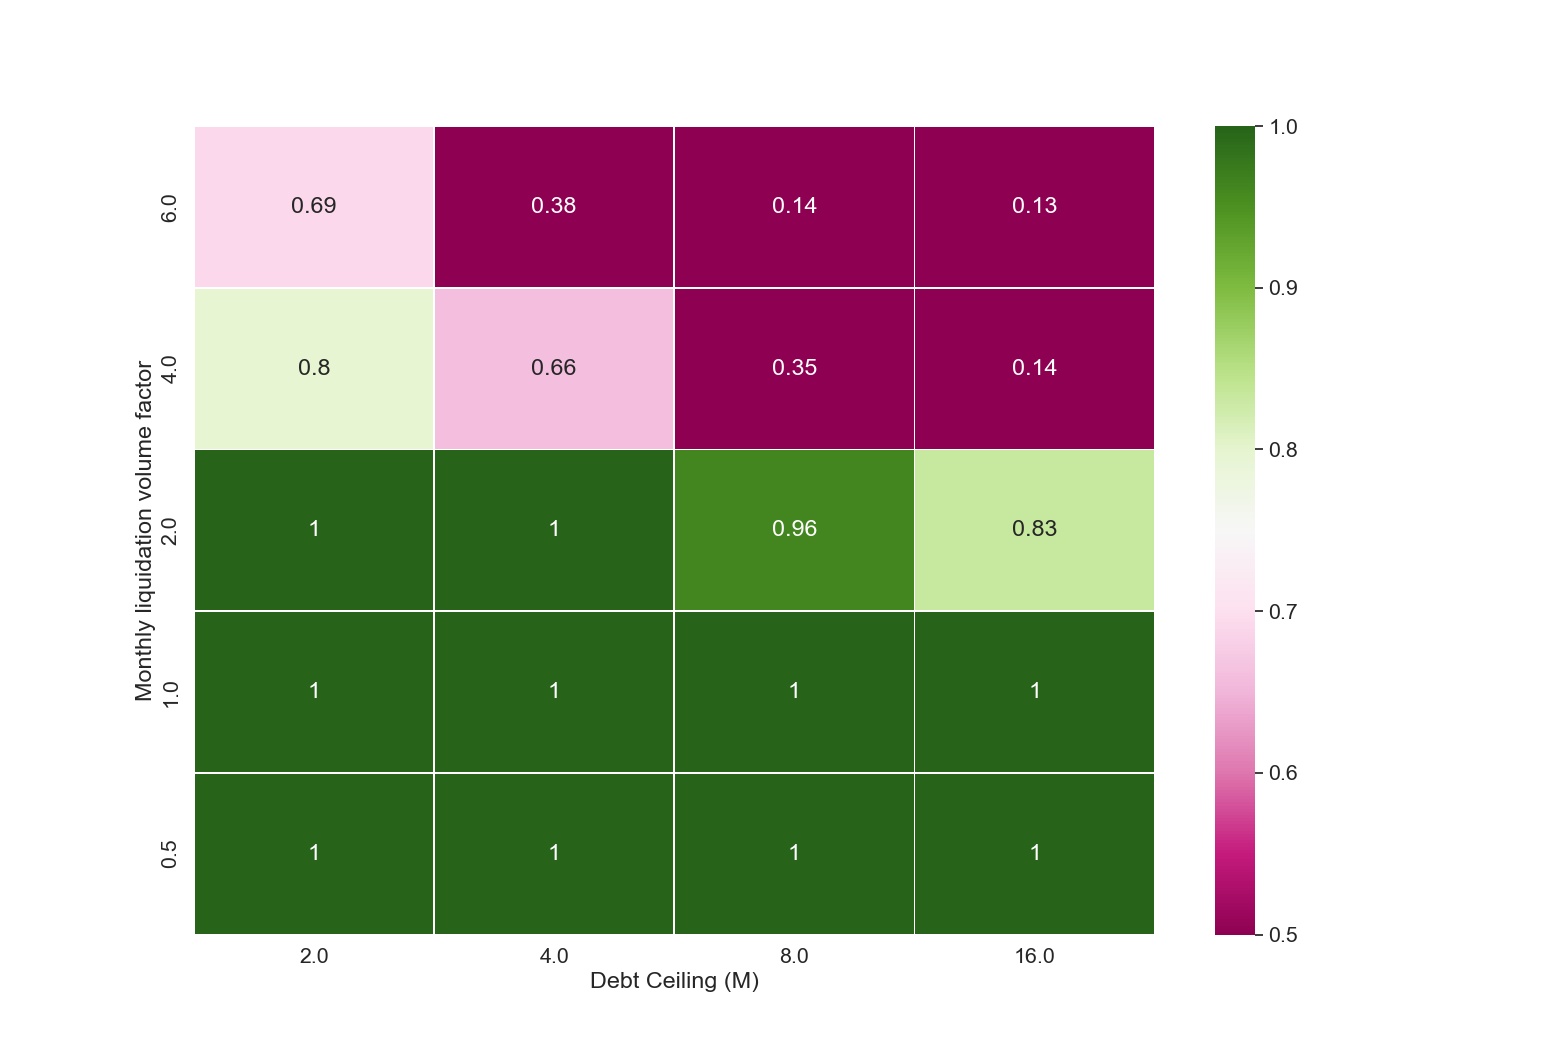 Monthly liquidation volume factor
6.0 0.69 0.38 0.14 0.13
4.0 0.8 0.66 0.35 0.14
2.0 1 1 0.96 0.83
1.0 1 1 1 1
0.5 1 1 1 1
2.0 4.0 8.0 16.0
Debt Ceiling (M)
1.0
0.9
0.8
0.7
0.6
0.5